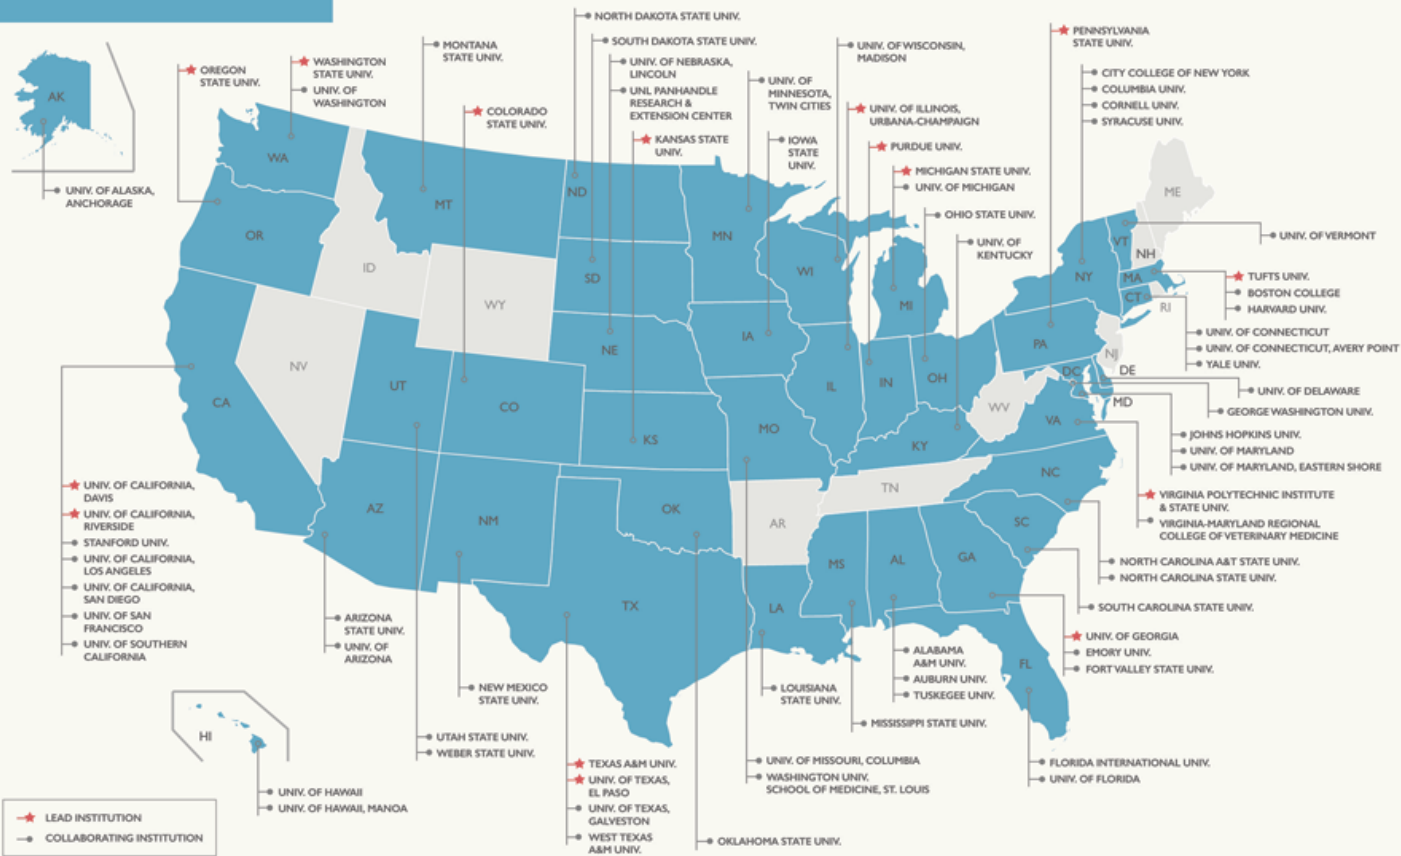 NORTH DAKOTA STATE UNIV.
SOUTH DAKOTA STATE UNIV.
UNIV. OF NEBRASKA,
LINCOLN
UNL PANHANDLE
RESEARCH &
EXTENSION CENTER
KANSAS STATE
UNIV.
MONTANA
STATE UNIV.
COLORADO
STATE UNIV.
WASHINGTON
STATE UNIV.
UNIV. OF
WASHINGTON
OREGON
STATE UNIV.
AK
UNIV. OF ALASKA,
ANCHORAGE
UNIV. OF WISCONSIN,
MADISON
UNIV. OF
MINNESOTA,
TWIN CITIES
IOWA
STATE
UNIV.
UNIV. OF ILLINOIS,
URBANA-CHAMPAIGN
PURDUE UNIV.
MICHIGAN STATE UNIV.
UNIV. OF MICHIGAN
OHIO STATE UNIV.
UNIV. OF
KENTUCKY
PENNSYLVANIA
STATE UNIV.
CITY COLLEGE OF NEW YORK
COLUMBIA UNIV.
CORNELL UNIV.
SYRACUSE UNIV.
UNIV. OF VERMONT
TUFTS UNIV.
BOSTON COLLEGE
HARVARD UNIV.
UNIV. OF CONNECTICUT
UNIV. OF CONNECTICUT, AVERY POINT
YALE UNIV.
UNIV. OF DELAWARE
GEORGE WASHINGTON UNIV.
JOHNS HOPKINS UNIV.
UNIV. OF MARYLAND
UNIV. OF MARYLAND, EASTERN SHORE
VIRGINIA POLYTECHNIC INSTITUTE
& STATE UNIV.
VIRGINIA-MARYLAND REGIONAL
COLLEGE OF VETERINARY MEDICINE
NORTH CAROLINA A&T STATE UNIV.
NORTH CAROLINA STATE UNIV.
SOUTH CAROLINA STATE UNIV.
UNIV. OF GEORGIA
EMORY UNIV.
FORT VALLEY STATE UNIV.
FLORIDA INTERNATIONAL UNIV.
UNIV. OF FLORIDA
WA
OR
ID
MT
WY
ND
SD
NE
MN
WI
IA
MI
IL
IN
OH
PA
NY
VT
NH
ME
MA
CT
RI
NJ
DE
DC
MD
WV
VA
KY
NV
UT
CO
KS
MO
CA
AZ
NM
OK
AR
TN
NC
SC
TX
LA
MS
AL
GA
FL
HI
UNIV. OF CALIFORNIA,
DAVIS
UNIV. OF CALIFORNIA,
RIVERSIDE
STANFORD UNIV.
UNIV. OF CALIFORNIA,
LOS ANGELES
UNIV. OF CALIFORNIA,
SAN DIEGO
UNIV. OF SAN
FRANCISCO
UNIV. OF SOUTHERN
CALIFORNIA
ARIZONA
STATE UNIV.
UNIV. OF
ARIZONA
NEW MEXICO
STATE UNIV.
UTAH STATE UNIV.
WEBER STATE UNIV.
TEXAS A&M UNIV.
UNIV. OF TEXAS,
EL PASO
UNIV. OF TEXAS,
GALVESTON
WEST TEXAS
A&M UNIV.
OKLAHOMA STATE UNIV.
UNIV. OF MISSOURI, COLUMBIA
WASHINGTON UNIV.
SCHOOL OF MEDICINE, ST. LOUIS
LOUISIANA
STATE UNIV.
MISSISSIPPI STATE UNIV.
ALABAMA
A&M UNIV.
AUBURN UNIV.
TUSKEGEE UNIV.
UNIV. OF HAWAII
UNIV. OF HAWAII, MANOA
LEAD INSTITUTION
COLLABORATING INSTITUTION